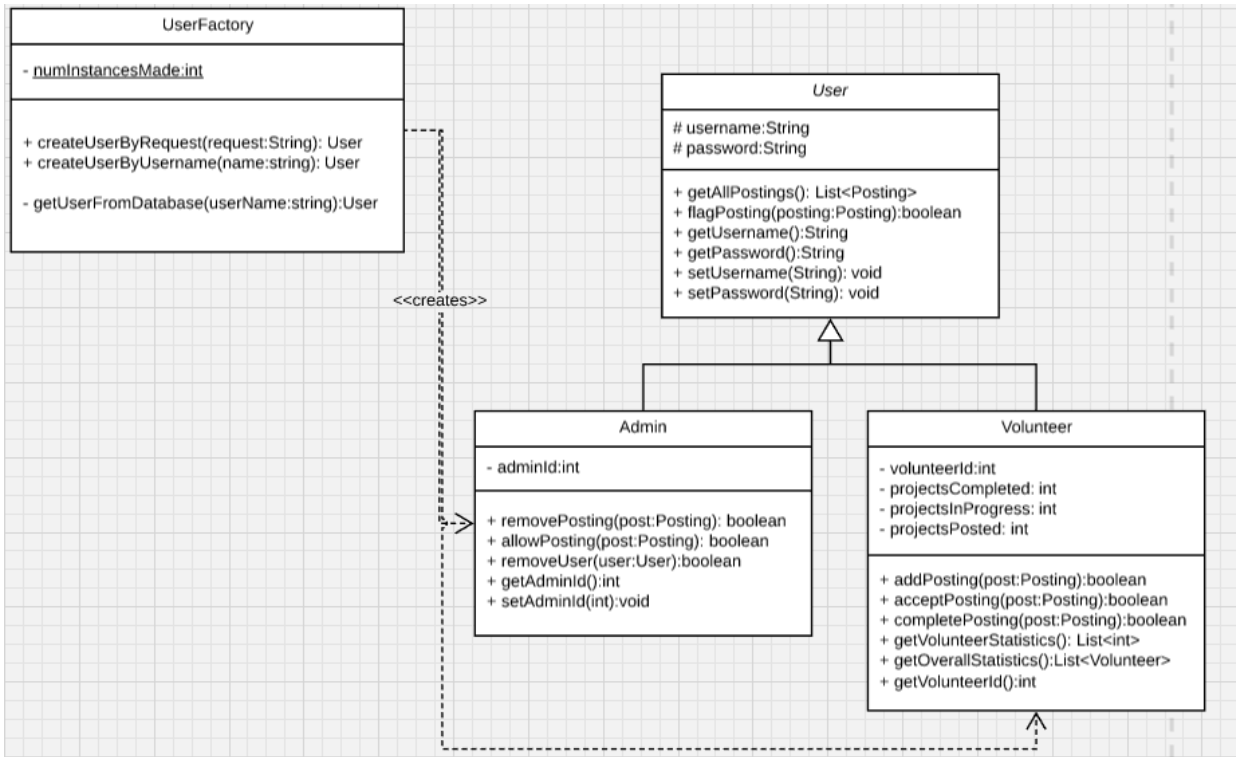 UserFactory
- numInstancesMade:int
+ createUserByRequest(request:String): User
+ createUserByUsername(name:string): User
- getUserFromDatabase(userName:string):User
<<creates>>
User
# username:String
# password:String
+ getAllPostings(): List<Posting>
+ flagPosting(posting:Posting):boolean
+ getUsername():String
+ getPassword():String
+ setUsername(String): void
+ setPassword(String): void
Admin
- adminId:int
+ removePosting(post:Posting): boolean
+ allowPosting(post:Posting): boolean
+ removeUser(user:User):boolean
+ getAdminId():int
+ setAdminId(int):void
Volunteer
- volunteerId:int
- projectsCompleted: int
- projectsInProgress: int
- projectsPosted: int
+ addPosting(post:Posting):boolean
+ acceptPosting(post:Posting):boolean
+ completePosting(post:Posting):boolean
+ getVolunteerStatistics(): List<int>
+ getOverallStatistics():List<Volunteer>
+ getVolunteerId():int